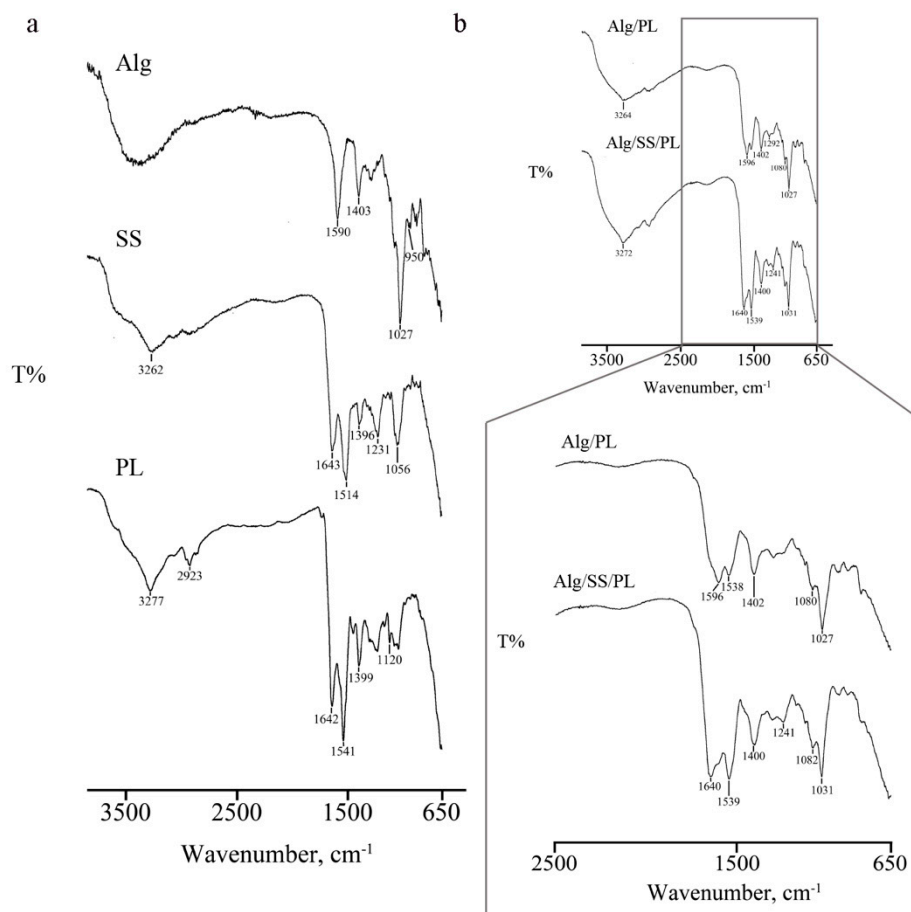 a
Alg
1590
1403
950
1027
SS
3262
T%
1643
1514
1396
1231
1056
PL
3277
2923
1642
1541
1399
1120
3500 2500 1500 650
Wavenumber, cm-1
b
Alg/PL
3264
1596
1402
1292
1080
1027
Alg/SS/PL
T%
3272
1640
1539
1400
1241
1031
3500 2500 1500 650
Wavenumber, cm-1
Alg/PL
1596
1538
1402
1080
1027
Alg/SS/PL
T%
1640
1539
1400
1241
1082
1031
2500 1500 650
Wavenumber, cm-1